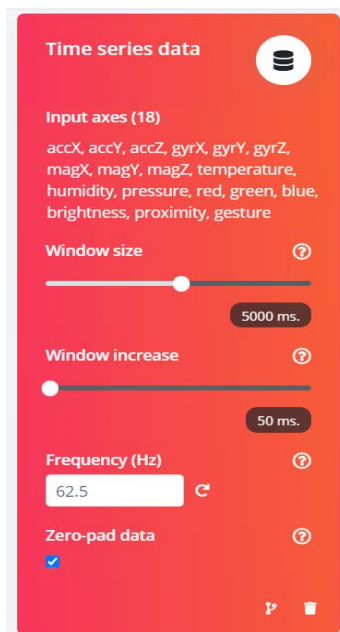 Time series data
Input axes (18)
accX, accY, accZ, gyrX, gyrY, gyrZ,
magX, magY, magZ, temperature,
humidity, pressure, red, green, blue,
brightness, proximity, gesture
Window size
5000 ms.
Window increase
50 ms.
Frequency (Hz)
62.5
Zero-pad data